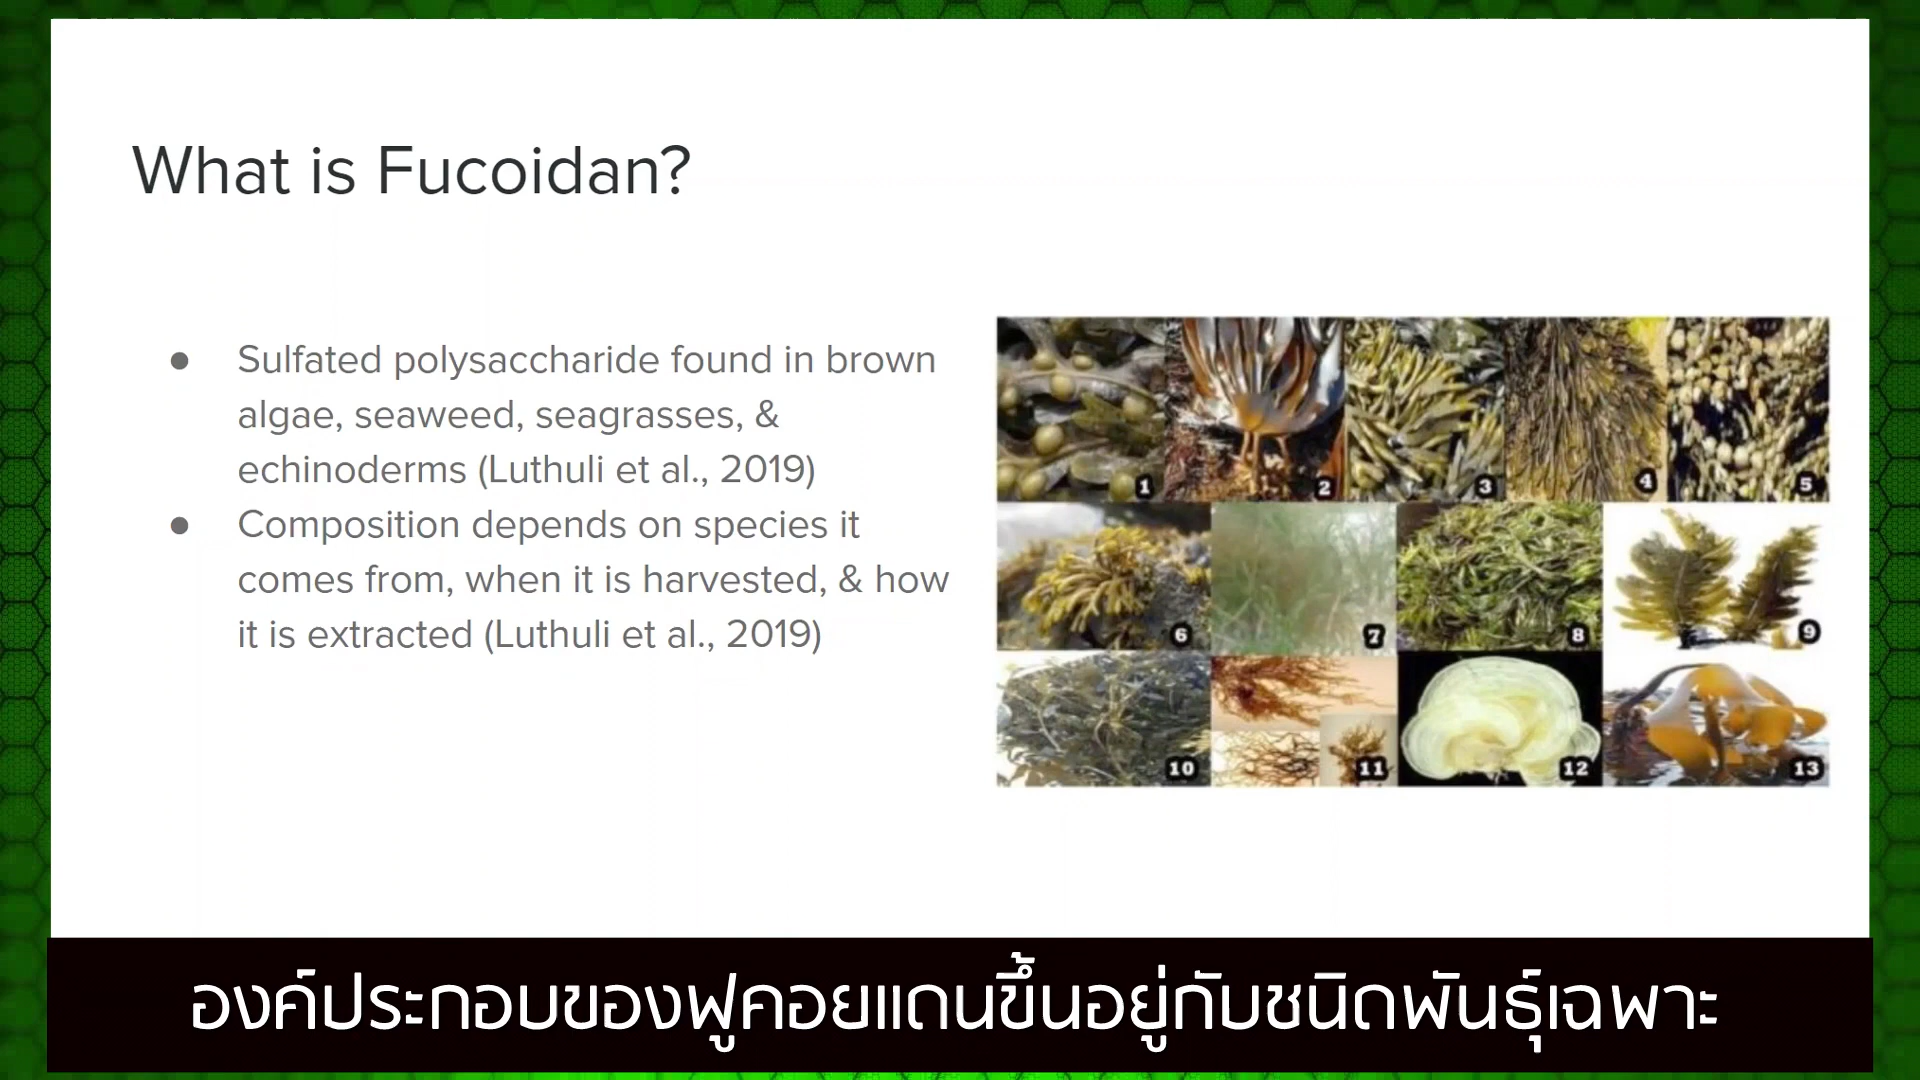 What is Fucoidan?
● Sulfated polysaccharide found in brown
algae, seaweed, seagrasses, &
echinoderms (Luthuli et al., 2019)
● Composition depends on species it
comes from, when it is harvested, & how
it is extracted (Luthuli et al., 2019)
1 2 3 4 5
6 7 8 9
10 11 12 13
องค์ประกอบของฟูคอยแดนขึ้นอยู่กับชนิดพันธุ์เฉพาะ